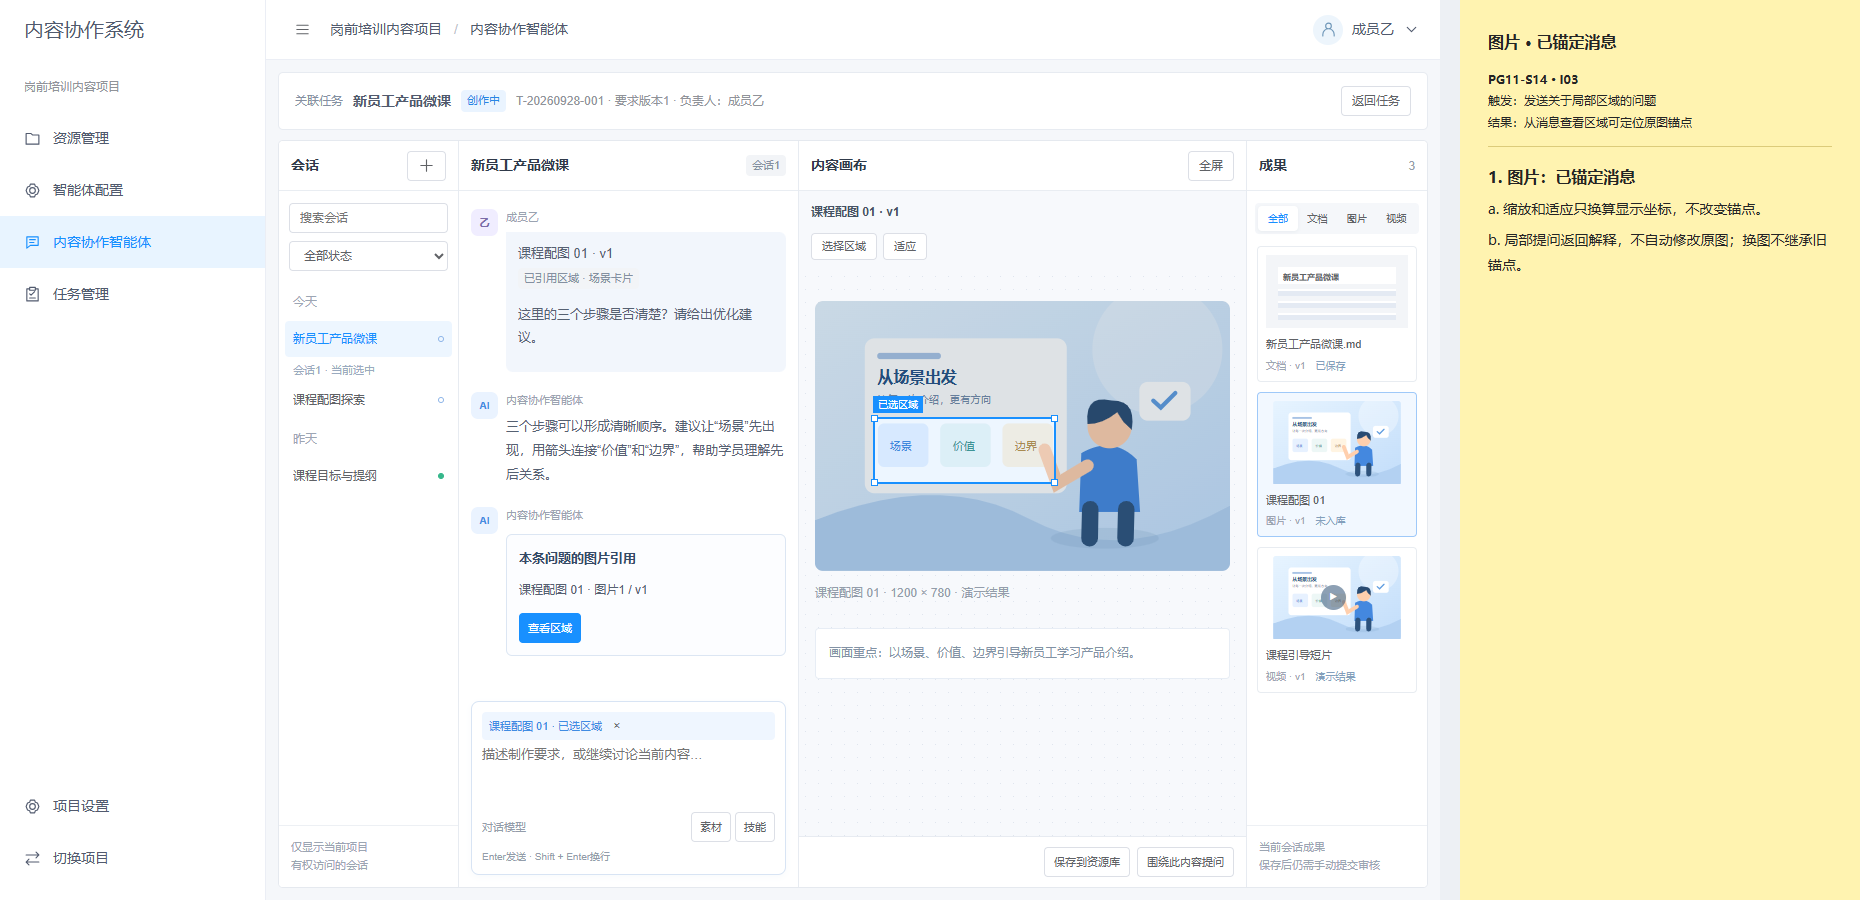 内容协作系统
岗前培训内容项目
资源管理
智能体配置
内容协作智能体
任务管理
项目设置
切换项目
岗前培训内容项目 / 内容协作智能体
成员乙
关联任务 新员工产品微课 创作中 T-20260928-001 · 要求版本1 · 负责人：成员乙
返回任务
会话
搜索会话
全部状态
今天
新员工产品微课
会话1 · 当前选中
课程配图探索
昨天
课程目标与提纲
仅显示当前项目
有权访问的会话
新员工产品微课 会话1
乙 成员乙
课程配图 01 · v1
已引用区域 · 场景卡片
这里的三个步骤是否清楚？请给出优化建
议。
AI 内容协作智能体
三个步骤可以形成清晰顺序。建议让“场景”先出
现，用箭头连接“价值”和“边界”，帮助学员理解先
后关系。
AI 内容协作智能体
本条问题的图片引用
课程配图 01 · 图片1 / v1
查看区域
课程配图 01 · 已选区域 ×
描述制作要求，或继续讨论当前内容...
对话模型 素材 技能
Enter发送 · Shift + Enter换行
内容画布 全屏
课程配图 01 · v1
选择区域 适应
从场景出发
介绍，更有方向
已选区域
场景 价值 边界
课程配图 01 · 1200 × 780 · 演示结果
画面重点：以场景、价值、边界引导新员工学习产品介绍。
保存到资源库 围绕此内容提问
成果 3
全部 文档 图片 视频
新员工产品微课
新员工产品微课.md
文档 · v1 已保存
从场景出发
课程配图 01
图片 · v1 未入库
从场景出发
课程引导短片
视频 · v1 演示结果
当前会话成果
保存后仍需手动提交审核
图片 • 已锚定消息
PG11-S14 • I03
触发：发送关于局部区域的问题
结果：从消息查看区域可定位原图锚点
1. 图片：已锚定消息
a. 缩放和适应只换算显示坐标，不改变锚点。
b. 局部提问返回解释，不自动修改原图；换图不继承旧
锚点。